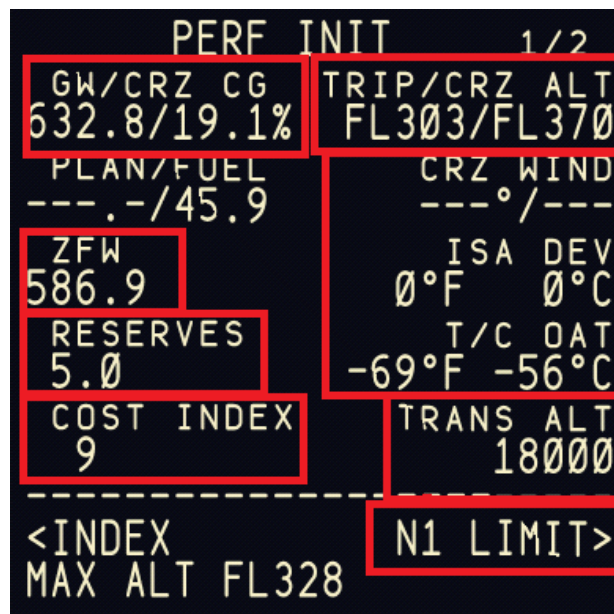 PERF INIT 1/2
GW/CRZ CG TRIP/CRZ ALT
632.8/19.1% FL303/FL370
PLAN/FUEL CRZ WIND
---.-/45.9 ---°/---
ZFW ISA DEV
586.9 0°F 0°C
RESERVES T/C OAT
5.0 -69°F -56°C
COST INDEX TRANS ALT
9 18000
------------------------
<INDEX N1 LIMIT>
MAX ALT FL328